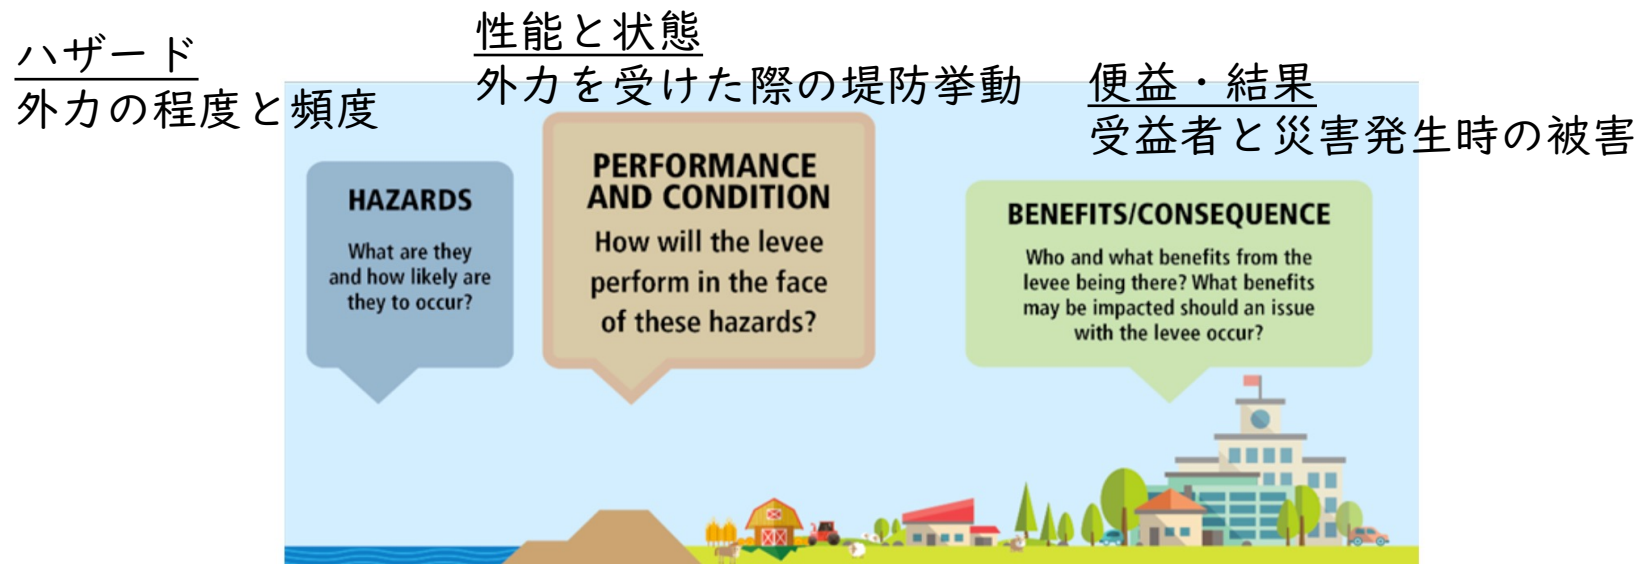 ハザード
外力の程度と頻度
性能と状態
外力を受けた際の堤防挙動
便益・結果
受益者と災害発生時の被害
HAZARDS
What are they
and how likely are
they to occur?
PERFORMANCE
AND CONDITION
How will the levee
perform in the face
of these hazards?
BENEFITS/CONSEQUENCE
Who and what benefits from the
levee being there? What benefits
may be impacted should an issue
with the levee occur?